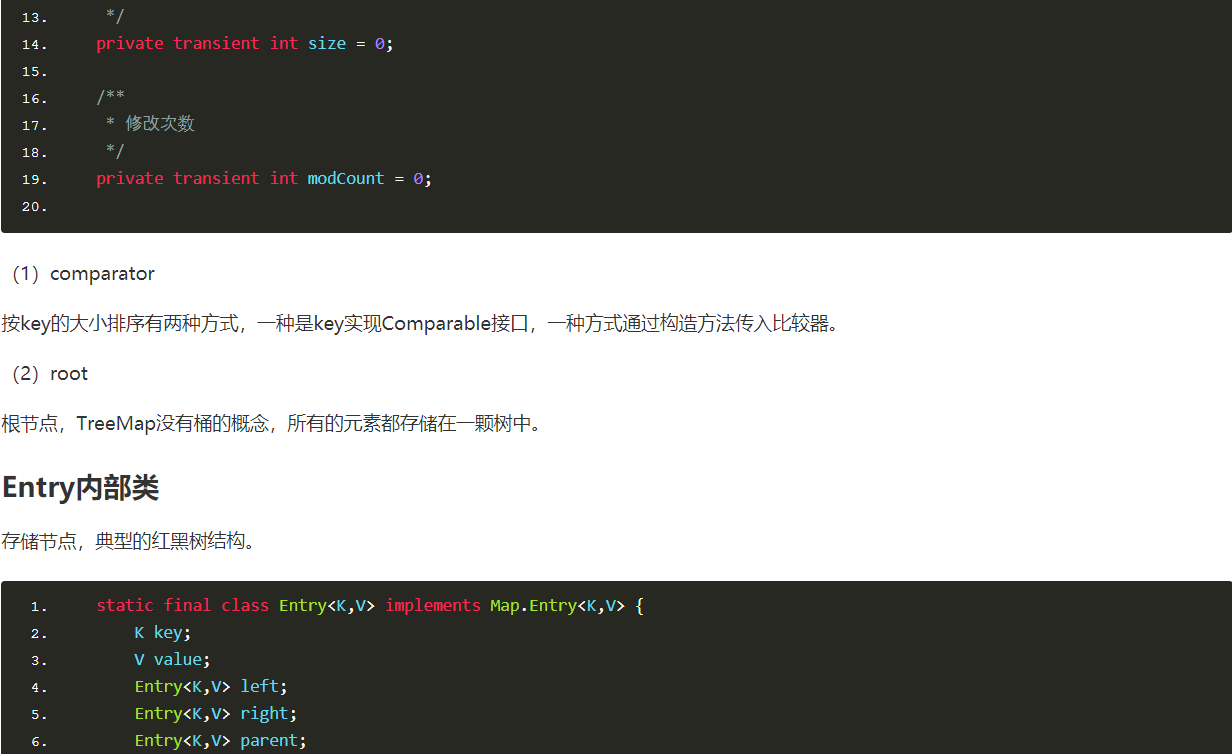 13.     */
14.    private transient int size = 0;
15.
16.    /**
17.     * 修改次数
18.     */
19.    private transient int modCount = 0;
20.
（1）comparator
按key的大小排序有两种方式，一种是key实现Comparable接口，一种方式通过构造方法传入比较器。
（2）root
根节点，TreeMap没有桶的概念，所有的元素都存储在一颗树中。
Entry内部类
存储节点，典型的红黑树结构。
1.    static final class Entry<K,V> implements Map.Entry<K,V> {
2.        K key;
3.        V value;
4.        Entry<K,V> left;
5.        Entry<K,V> right;
6.        Entry<K,V> parent;